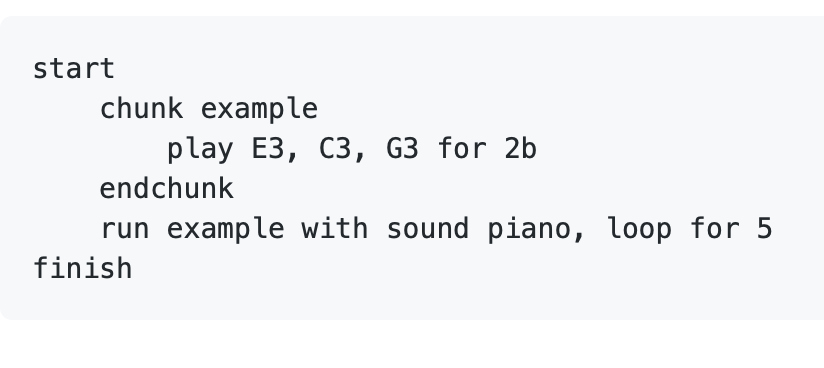 start
    chunk example
        play E3, C3, G3 for 2b
    endchunk
    run example with sound piano, loop for 5
finish